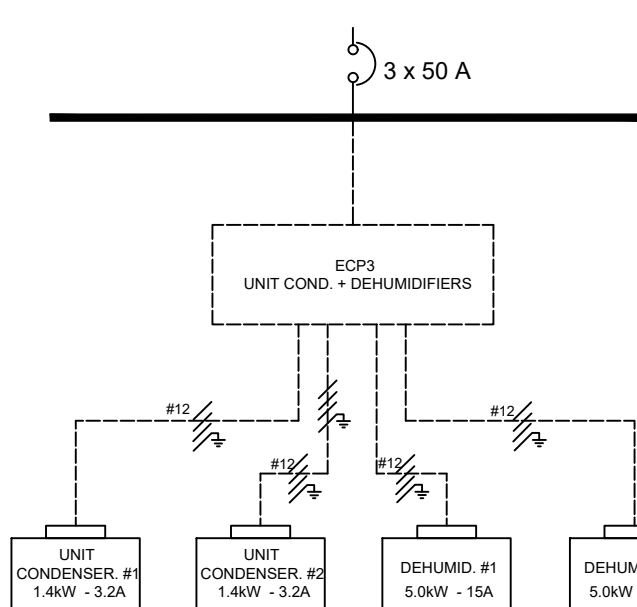 3 x 50 A
ECP3
UNIT COND. + DEHUMIDIFIERS
#12
#12
#12
#12
UNIT
CONDENSER. #1
1.4kW - 3.2A
UNIT
CONDENSER. #2
1.4kW - 3.2A
DEHUMID. #1
5.0kW - 15A
DEHUM
5.0kW